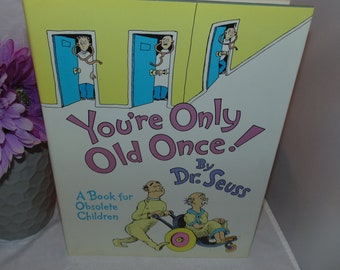 You're Only
Old Once!
By
Dr. Seuss
A Book for
Obsolete
Children